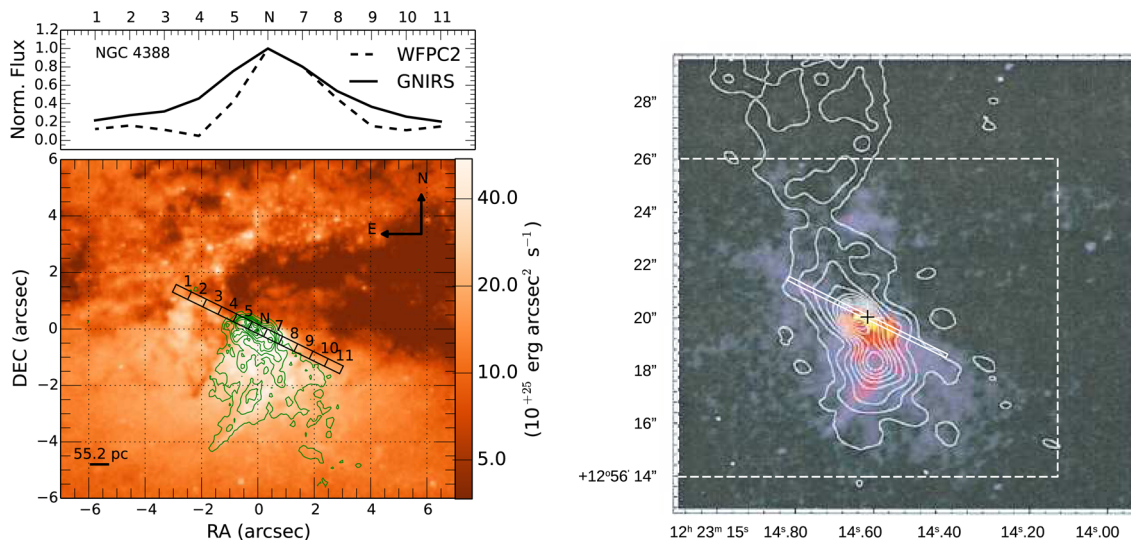 1 2 3 4 5 N 7 8 9 10 11
NGC 4388
WFPC2
GNIRS
Norm. Flux
1.4
1.2
1.0
0.8
0.6
0.4
0.2
0.0
6
4
2
0
−2
−4
−6
DEC (arcsec)
N
E
1 2 3 4 5 N 7 8 9 10 11
55.2 pc
−6 −4 −2 0 2 4 6
RA (arcsec)
40.0
20.0
10.0
5.0
(10⁺²⁵ erg arcsec² s⁻¹)
28"
26"
24"
22"
20"
18"
16"
+12º56' 14"
12ʰ 23ᵐ 15ˢ 14ˢ.80 14ˢ.60 14ˢ.40 14ˢ.20 14ˢ.00